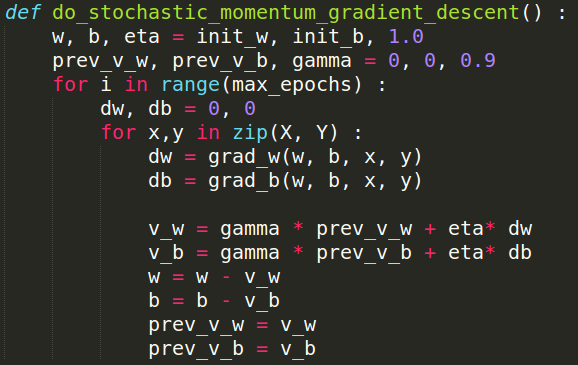 def do_stochastic_momentum_gradient_descent() :
    w, b, eta = init_w, init_b, 1.0
    prev_v_w, prev_v_b, gamma = 0, 0, 0.9
    for i in range(max_epochs) :
        dw, db = 0, 0
        for x,y in zip(X, Y) :
            dw = grad_w(w, b, x, y)
            db = grad_b(w, b, x, y)

            v_w = gamma * prev_v_w + eta* dw
            v_b = gamma * prev_v_b + eta* db
            w = w - v_w
            b = b - v_b
            prev_v_w = v_w
            prev_v_b = v_b